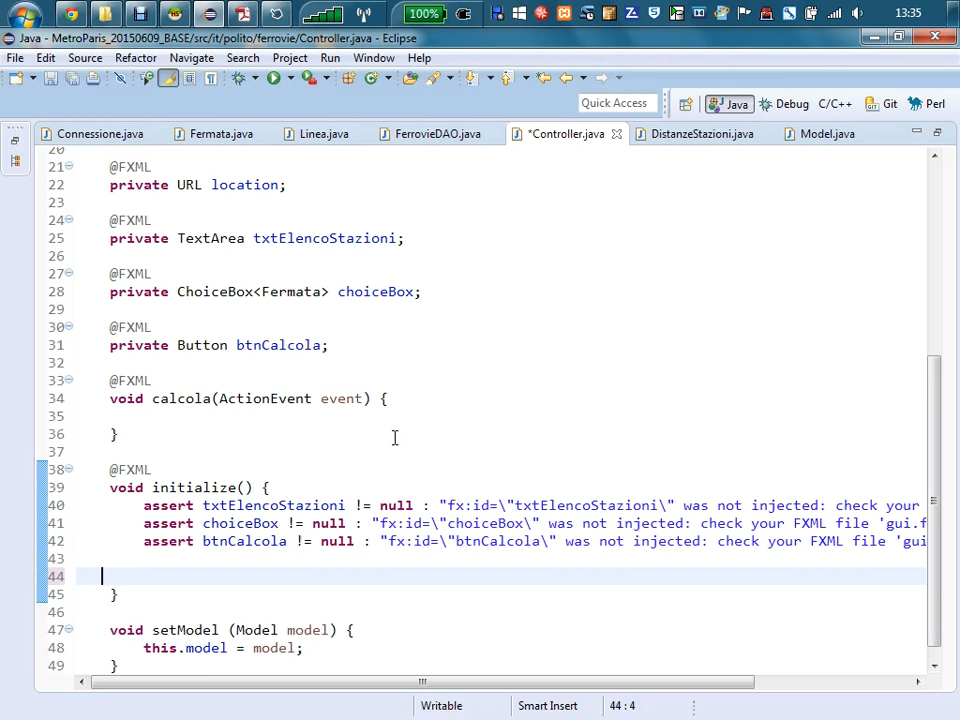 100%
13:35
Java - MetroParis_20150609_BASE/src/it/polito/ferrovie/Controller.java - Eclipse
File Edit Source Refactor Navigate Search Project Run Window Help
Quick Access Java Debug C/C++ Git Perl
Connessione.java Fermata.java Linea.java FerrovieDAO.java *Controller.java DistanzeStazioni.java Model.java
20
21 @FXML
22 private URL location;
23
24 @FXML
25 private TextArea txtElencoStazioni;
26
27 @FXML
28 private ChoiceBox<Fermata> choiceBox;
29
30 @FXML
31 private Button btnCalcola;
32
33 @FXML
34 void calcola(ActionEvent event) {
35
36 }
37
38 @FXML
39 void initialize() {
40 assert txtElencoStazioni != null : "fx:id=\"txtElencoStazioni\" was not injected: check your
41 assert choiceBox != null : "fx:id=\"choiceBox\" was not injected: check your FXML file 'gui.f
42 assert btnCalcola != null : "fx:id=\"btnCalcola\" was not injected: check your FXML file 'gui
43
44
45 }
46
47 void setModel (Model model) {
48 this.model = model;
49 }
Writable Smart Insert 44 : 4